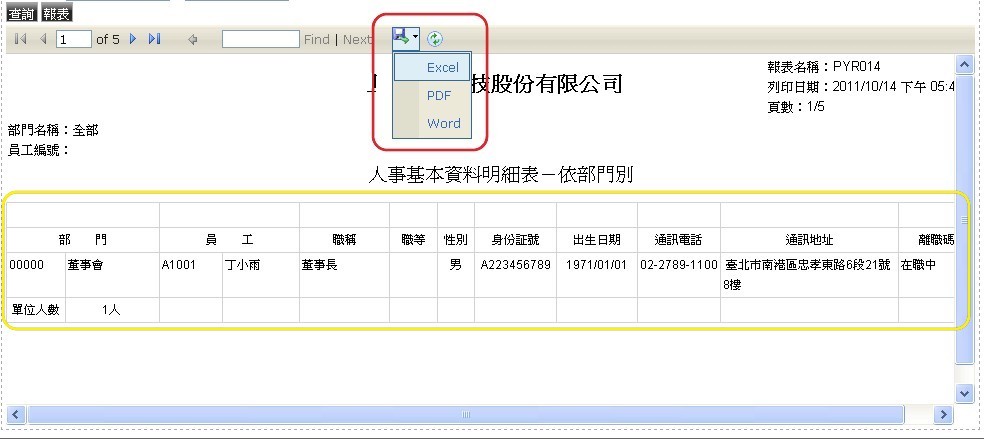 查詢 報表
1 of 5 Find | Next
Excel
PDF
Word
技股份有限公司
報表名稱：PYR014
列印日期：2011/10/14 下午 05:4
頁數：1/5
部門名稱：全部
員工編號：
人事基本資料明細表－依部門別
部 門 員 工 職稱 職等 性別 身份証號 出生日期 通訊電話 通訊地址 離職碼
00000 董事會 A1001 丁小雨 董事長 男 A223456789 1971/01/01 02-2789-1100 臺北市南港區忠孝東路6段21號 在職中
8樓
單位人數 1人